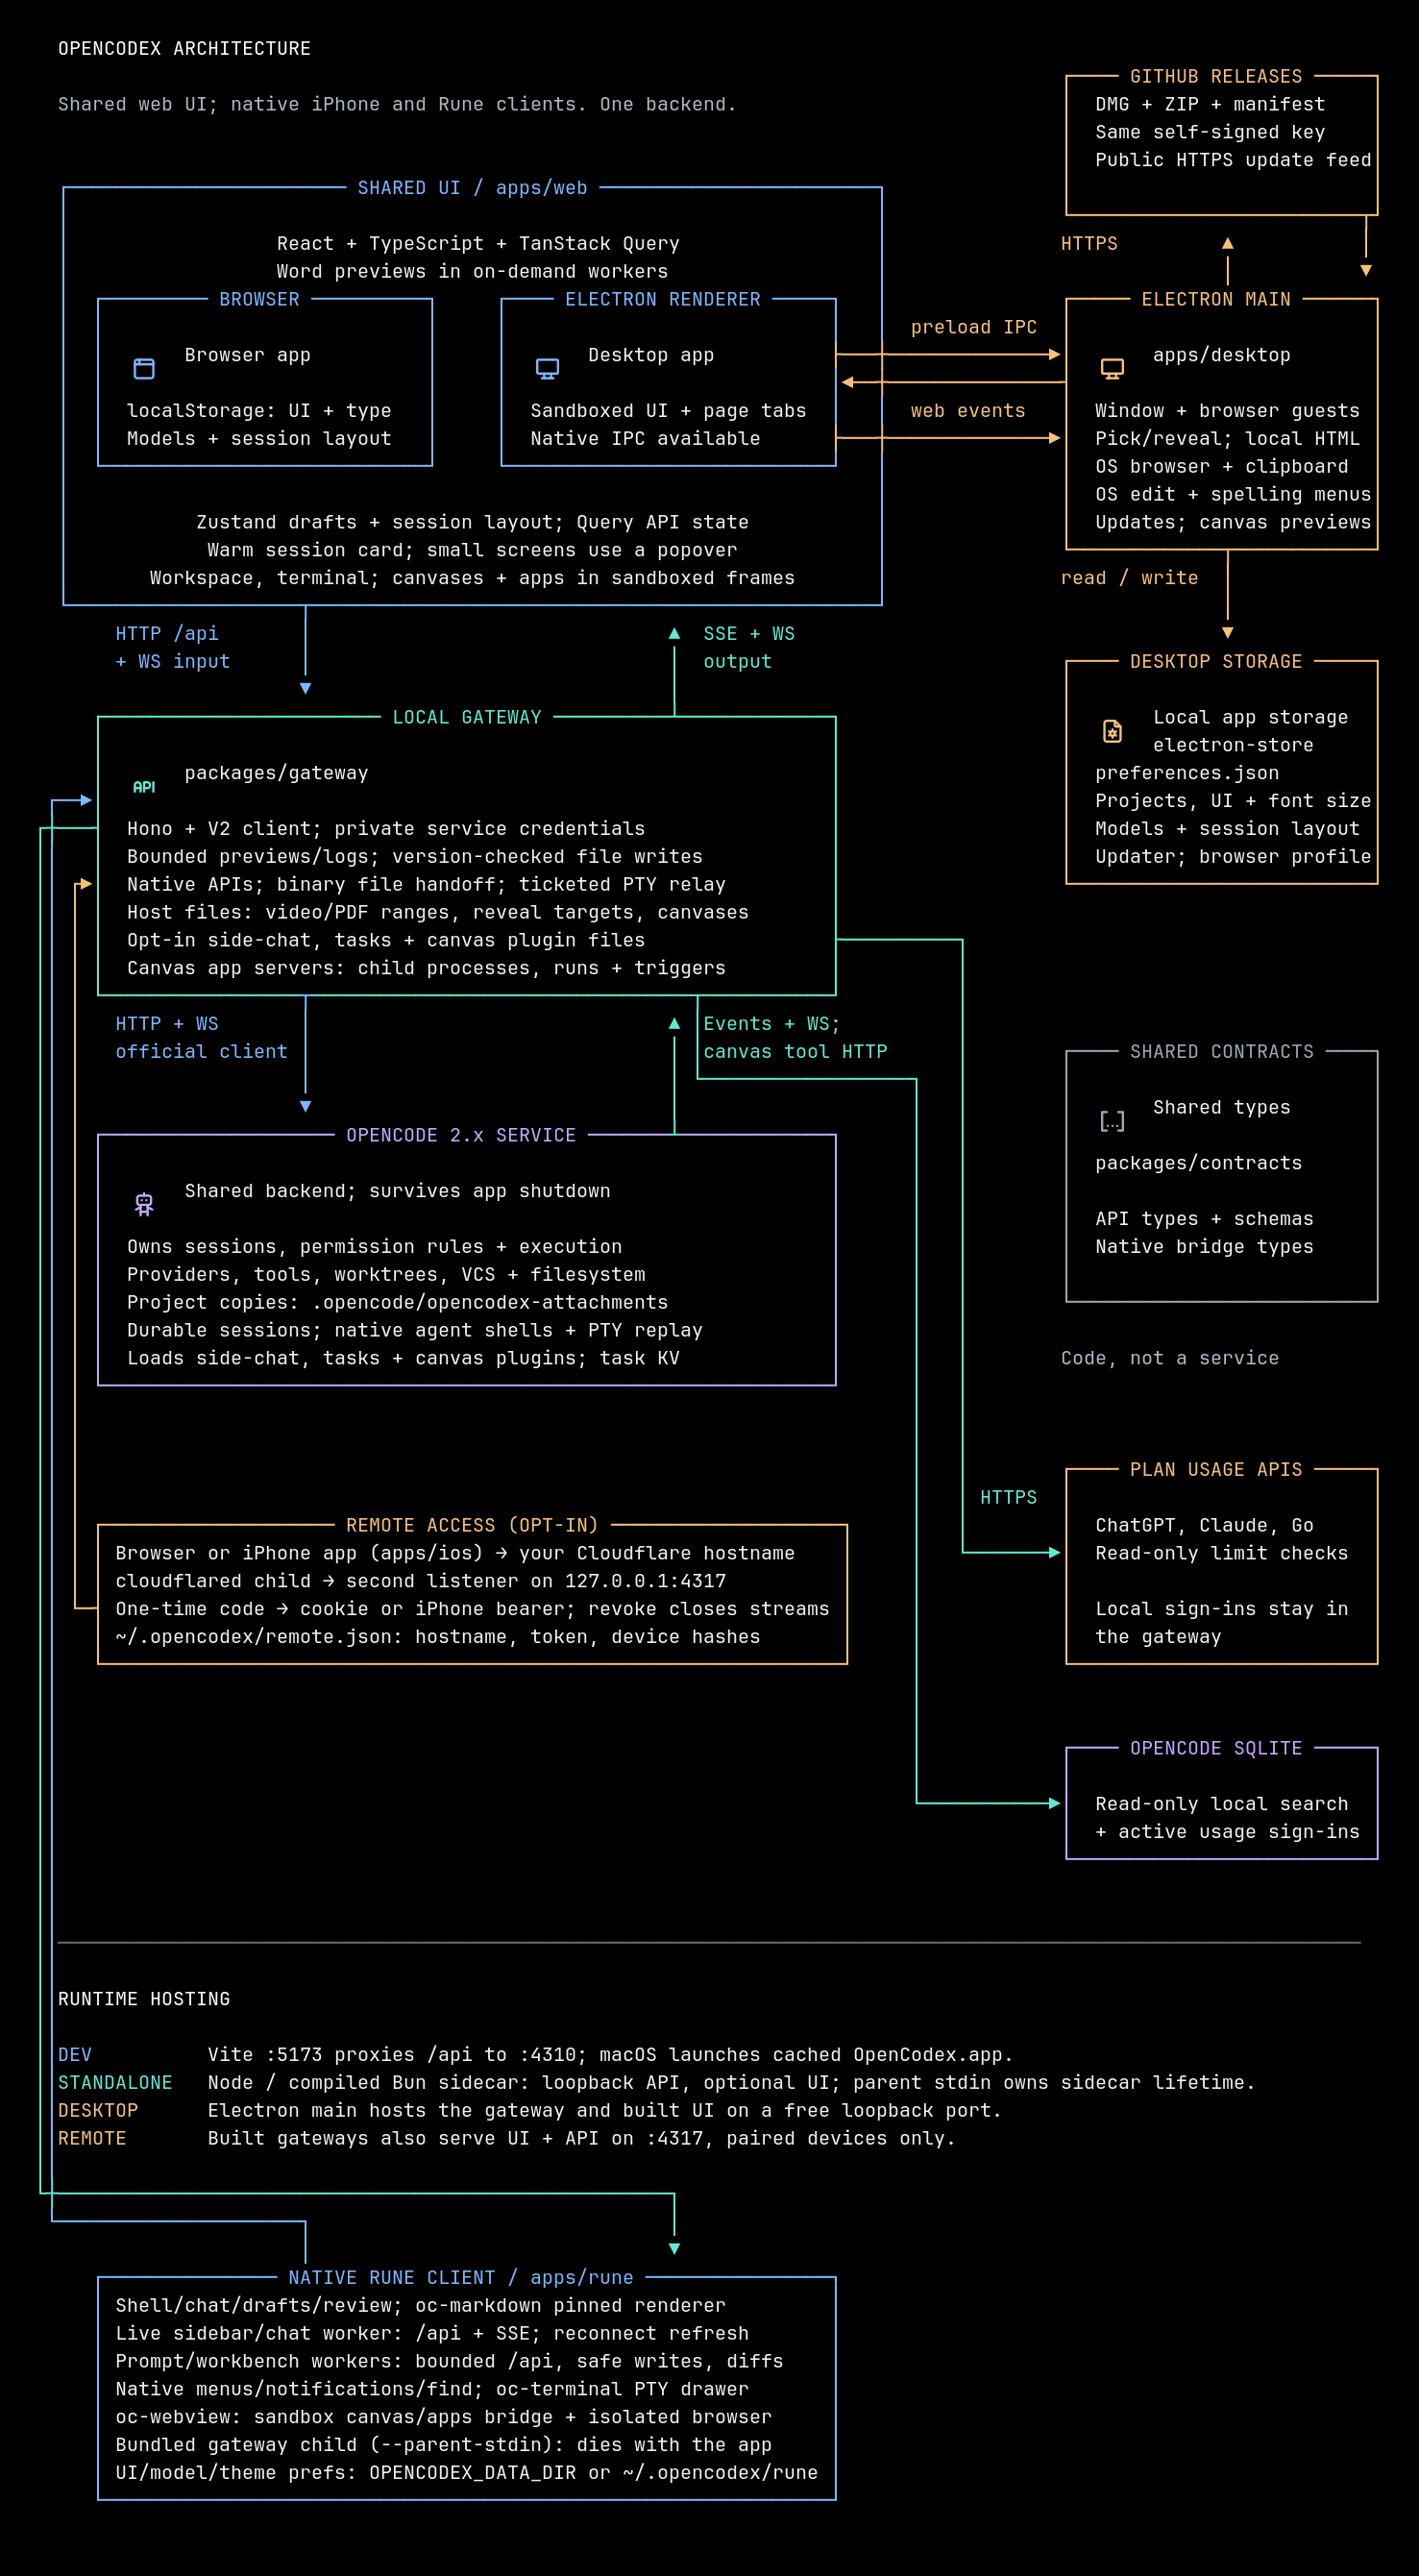 OPENCODEX ARCHITECTURE
Shared web UI; native iPhone and Rune clients. One backend.
GITHUB RELEASES
DMG + ZIP + manifest
Same self-signed key
Public HTTPS update feed
SHARED UI / apps/web
React + TypeScript + TanStack Query
Word previews in on-demand workers
BROWSER
Browser app
localStorage: UI + type
Models + session layout
ELECTRON RENDERER
Desktop app
Sandboxed UI + page tabs
Native IPC available
Zustand drafts + session layout; Query API state
Warm session card; small screens use a popover
Workspace, terminal; canvases + apps in sandboxed frames
preload IPC
web events
HTTPS
ELECTRON MAIN
apps/desktop
Window + browser guests
Pick/reveal; local HTML
OS browser + clipboard
OS edit + spelling menus
Updates; canvas previews
read / write
HTTP /api
+ WS input
SSE + WS
output
DESKTOP STORAGE
Local app storage
electron-store
preferences.json
Projects, UI + font size
Models + session layout
Updater; browser profile
LOCAL GATEWAY
API
packages/gateway
Hono + V2 client; private service credentials
Bounded previews/logs; version-checked file writes
Native APIs; binary file handoff; ticketed PTY relay
Host files: video/PDF ranges, reveal targets, canvases
Opt-in side-chat, tasks + canvas plugin files
Canvas app servers: child processes, runs + triggers
HTTP + WS
official client
Events + WS;
canvas tool HTTP
SHARED CONTRACTS
Shared types
packages/contracts
API types + schemas
Native bridge types
Code, not a service
OPENCODE 2.x SERVICE
Shared backend; survives app shutdown
Owns sessions, permission rules + execution
Providers, tools, worktrees, VCS + filesystem
Project copies: .opencode/opencodex-attachments
Durable sessions; native agent shells + PTY replay
Loads side-chat, tasks + canvas plugins; task KV
HTTPS
PLAN USAGE APIS
ChatGPT, Claude, Go
Read-only limit checks
Local sign-ins stay in
the gateway
REMOTE ACCESS (OPT-IN)
Browser or iPhone app (apps/ios) → your Cloudflare hostname
cloudflared child → second listener on 127.0.0.1:4317
One-time code → cookie or iPhone bearer; revoke closes streams
~/.opencodex/remote.json: hostname, token, device hashes
OPENCODE SQLITE
Read-only local search
+ active usage sign-ins
RUNTIME HOSTING
DEV Vite :5173 proxies /api to :4310; macOS launches cached OpenCodex.app.
STANDALONE Node / compiled Bun sidecar: loopback API, optional UI; parent stdin owns sidecar lifetime.
DESKTOP Electron main hosts the gateway and built UI on a free loopback port.
REMOTE Built gateways also serve UI + API on :4317, paired devices only.
NATIVE RUNE CLIENT / apps/rune
Shell/chat/drafts/review; oc-markdown pinned renderer
Live sidebar/chat worker: /api + SSE; reconnect refresh
Prompt/workbench workers: bounded /api, safe writes, diffs
Native menus/notifications/find; oc-terminal PTY drawer
oc-webview: sandbox canvas/apps bridge + isolated browser
Bundled gateway child (--parent-stdin): dies with the app
UI/model/theme prefs: OPENCODEX_DATA_DIR or ~/.opencodex/rune